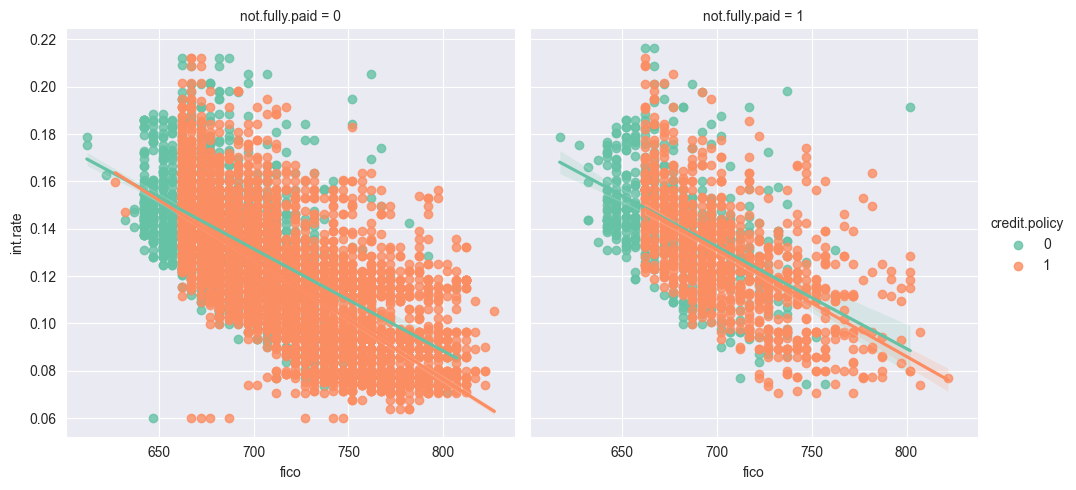 not.fully.paid = 0
not.fully.paid = 1
0.22
0.20
0.18
0.16
0.14
0.12
0.10
0.08
0.06
int.rate
650 700 750 800
650 700 750 800
fico
fico
credit.policy
0
1